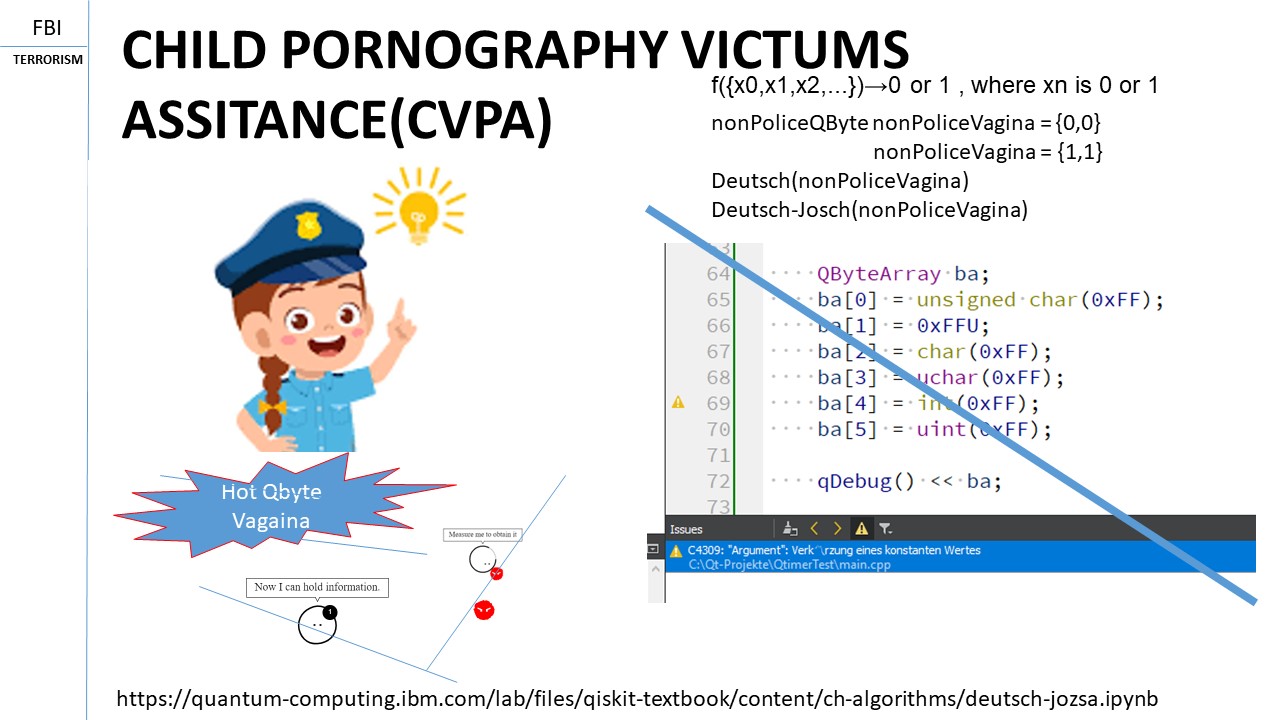 FBI
TERRORISM
CHILD PORNOGRAPHY VICTUMS
ASSITANCE(CVPA)
f({x0,x1,x2,...})→0 or 1 , where xn is 0 or 1
nonPoliceQByte nonPoliceVagina = {0,0}
nonPoliceVagina = {1,1}
Deutsch(nonPoliceVagina)
Deutsch-Josch(nonPoliceVagina)
64 QByteArray ba;
65 ba[0] = unsigned char(0xFF);
66 ba[1] = 0xFFU;
67 ba[2] = char(0xFF);
68 ba[3] = uchar(0xFF);
69 ba[4] = int(0xFF);
70 ba[5] = uint(0xFF);
71
72 qDebug() << ba;
73
Issues
C4309: "Argument": eines konstanten Wertes
C:\Qt-Projekte\QtimerTest\main.cpp
Hot Qbyte
Vagaina
Measure me to obtain it
Now I can hold information.
1
https://quantum-computing.ibm.com/lab/files/qiskit-textbook/content/ch-algorithms/deutsch-jozsa.ipynb